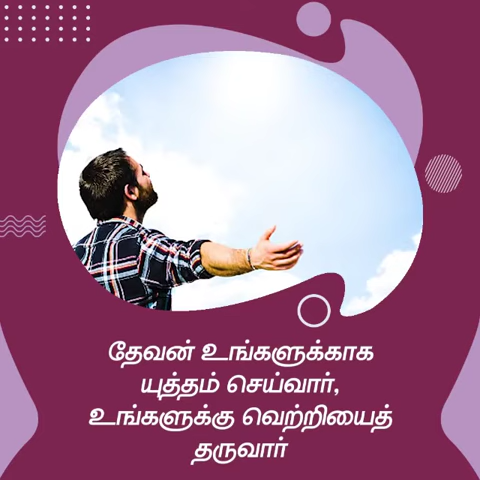 தேவன் உங்களுக்காக
யுத்தம் செய்வார்,
உங்களுக்கு வெற்றியைத்
தருவார்